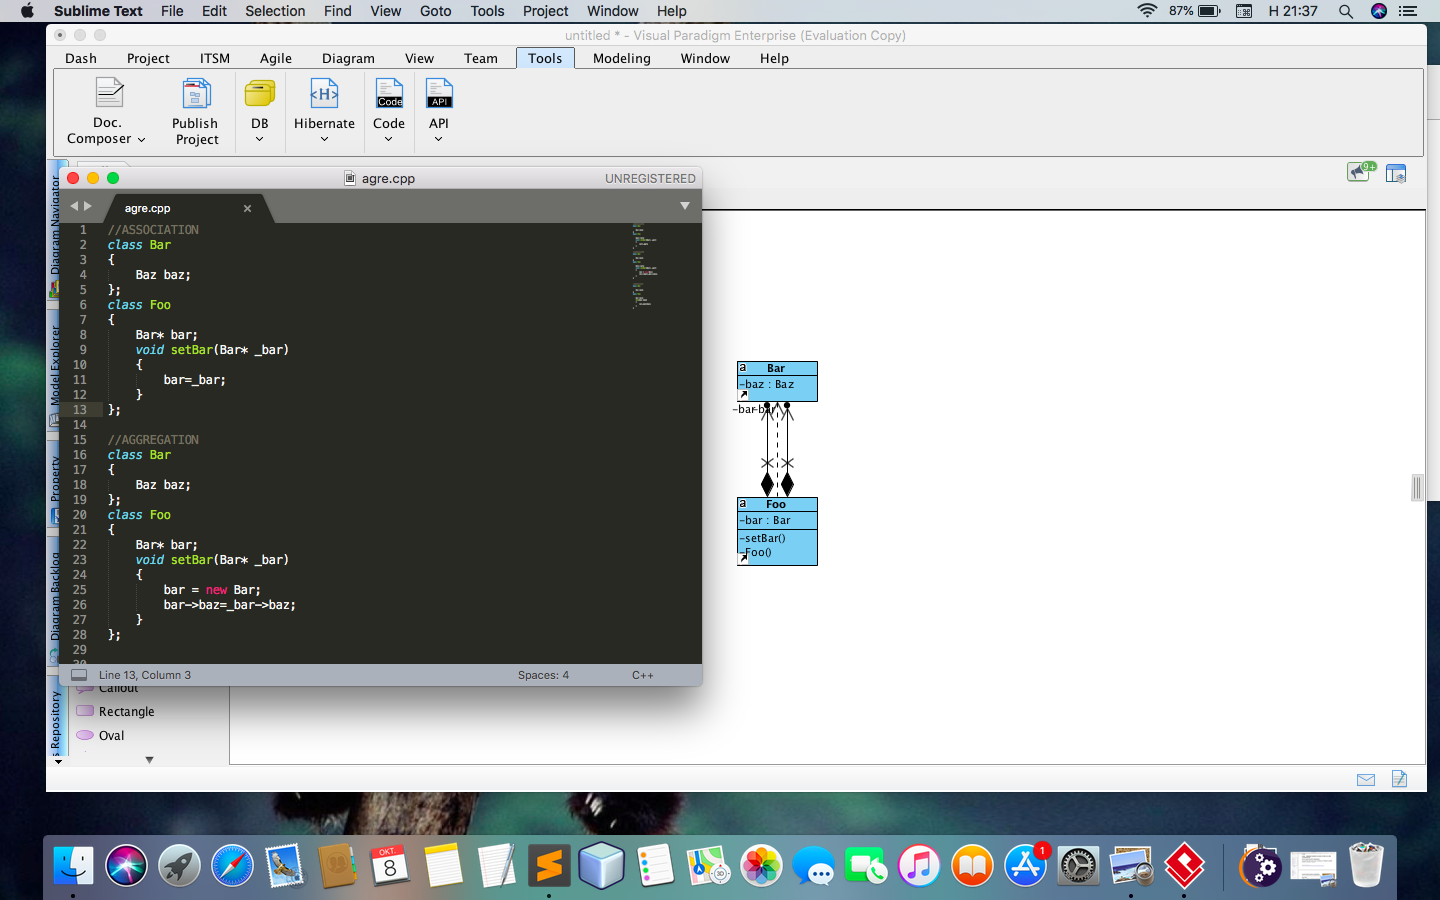 Sublime Text File Edit Selection Find View Goto Tools Project Window Help 87% H 21:37
untitled * - Visual Paradigm Enterprise (Evaluation Copy)
Dash Project ITSM Agile Diagram View Team Tools Modeling Window Help
<H> Code API
Doc. Composer
Publish Project
DB
Hibernate
Code
API
9+
agre.cpp UNREGISTERED
agre.cpp
1 //ASSOCIATION
2 class Bar
3 {
4 Baz baz;
5 };
6 class Foo
7 {
8 Bar* bar;
9 void setBar(Bar* _bar)
10 {
11 bar=_bar;
12 }
13 };
14
15 //AGGREGATION
16 class Bar
17 {
18 Baz baz;
19 };
20 class Foo
21 {
22 Bar* bar;
23 void setBar(Bar* _bar)
24 {
25 bar = new Bar;
26 bar->baz=_bar->baz;
27 }
28 };
29
30
Line 13, Column 3 Spaces: 4 C++
Diagram Navigator
Model Explorer
Property
Diagram Backlog
s Repository
Callout
Rectangle
Oval
a Bar
-baz : Baz
-bar
-bar
a Foo
-bar : Bar
-setBar()
-Foo()
ОКТ.
8
3D
1